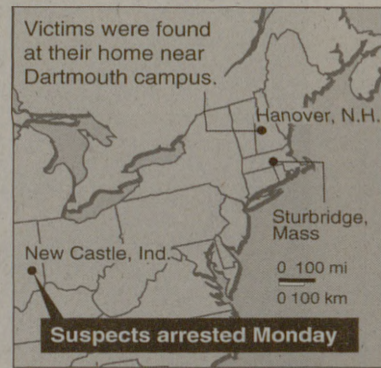 Victims were found
at their home near
Dartmouth campus.
Hanover, N.H.
Sturbridge,
Mass
New Castle, Ind.
0 100 mi
0 100 km
Suspects arrested Monday